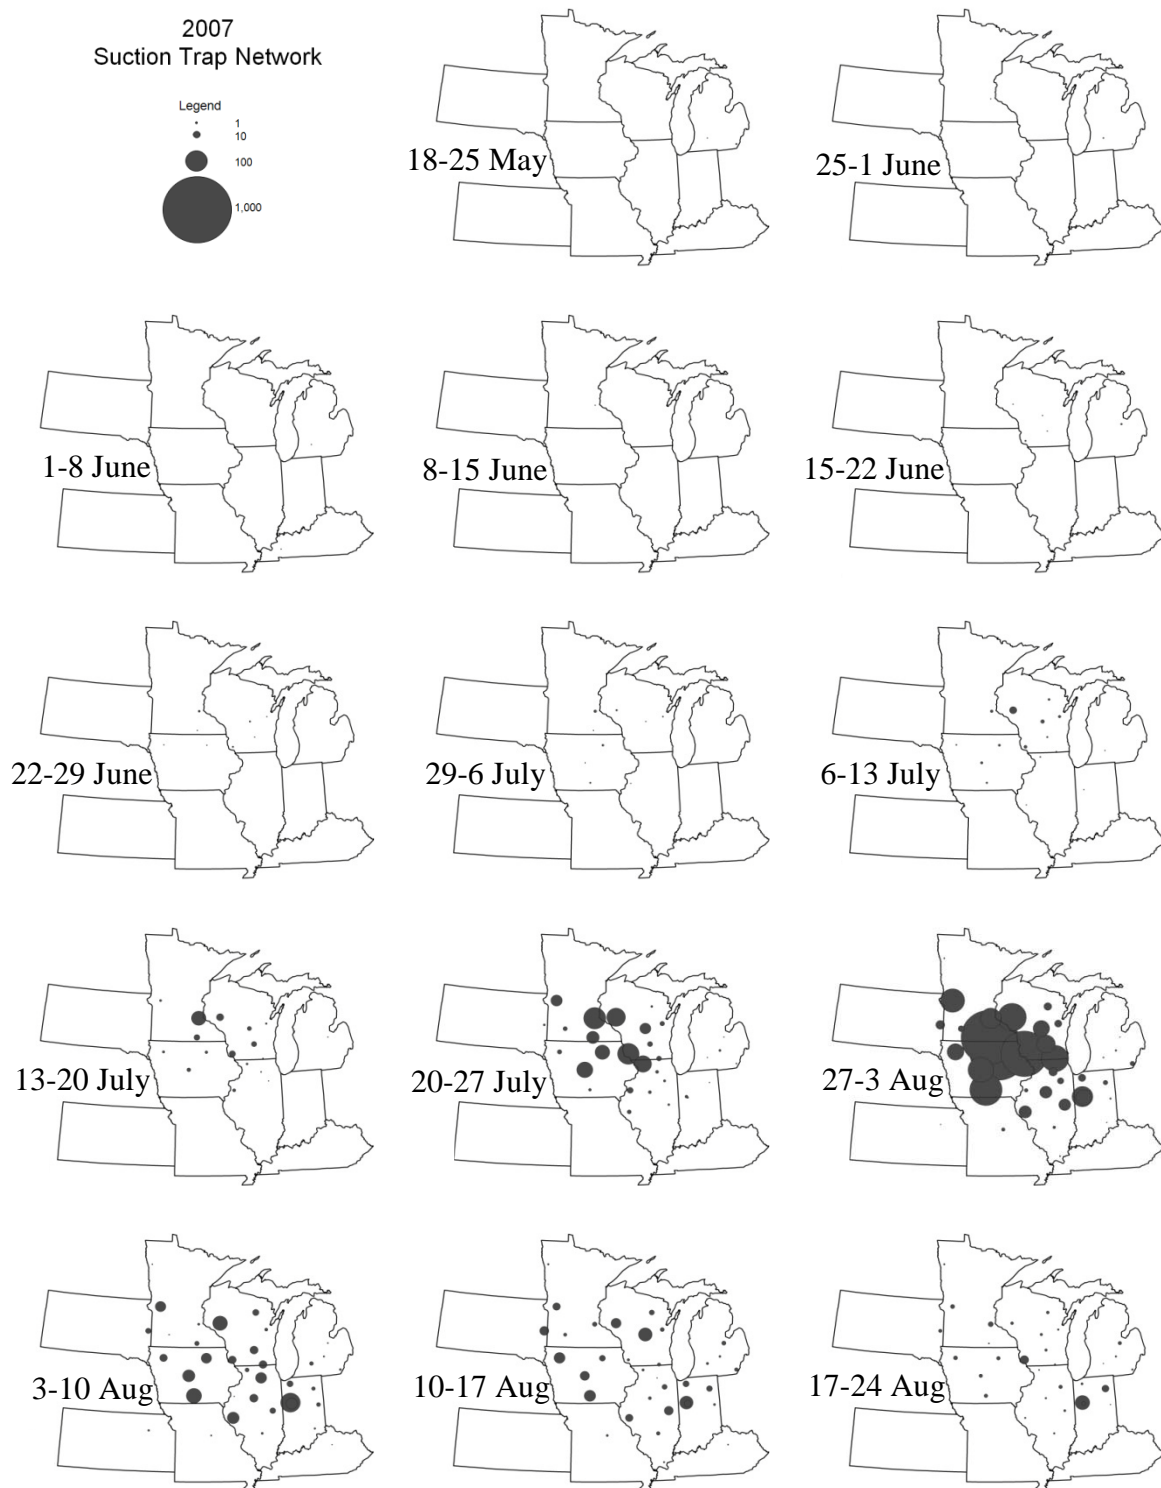 2007
Suction Trap Network
Legend
1
10
100
1,000
18-25 May
25-1 June
1-8 June
8-15 June
15-22 June
22-29 June
29-6 July
6-13 July
13-20 July
20-27 July
27-3 Aug
3-10 Aug
10-17 Aug
17-24 Aug